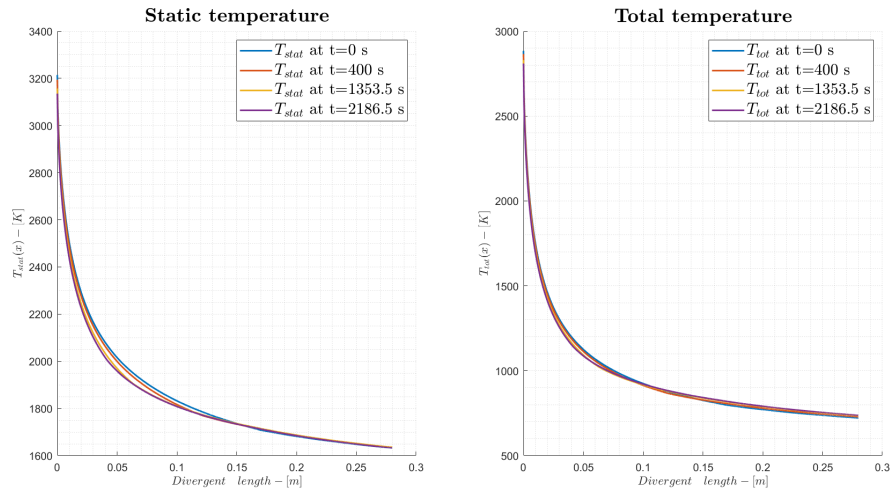 Static temperature
3400
3200
3000
2800
2600
2400
2200
2000
1800
1600
T_stat(x) – [K]
0 0.05 0.1 0.15 0.2 0.25 0.3
Divergent length – [m]
T_stat at t=0 s
T_stat at t=400 s
T_stat at t=1353.5 s
T_stat at t=2186.5 s
Total temperature
3000
2500
2000
1500
1000
500
T_tot(x) – [K]
0 0.05 0.1 0.15 0.2 0.25 0.3
Divergent length – [m]
T_tot at t=0 s
T_tot at t=400 s
T_tot at t=1353.5 s
T_tot at t=2186.5 s